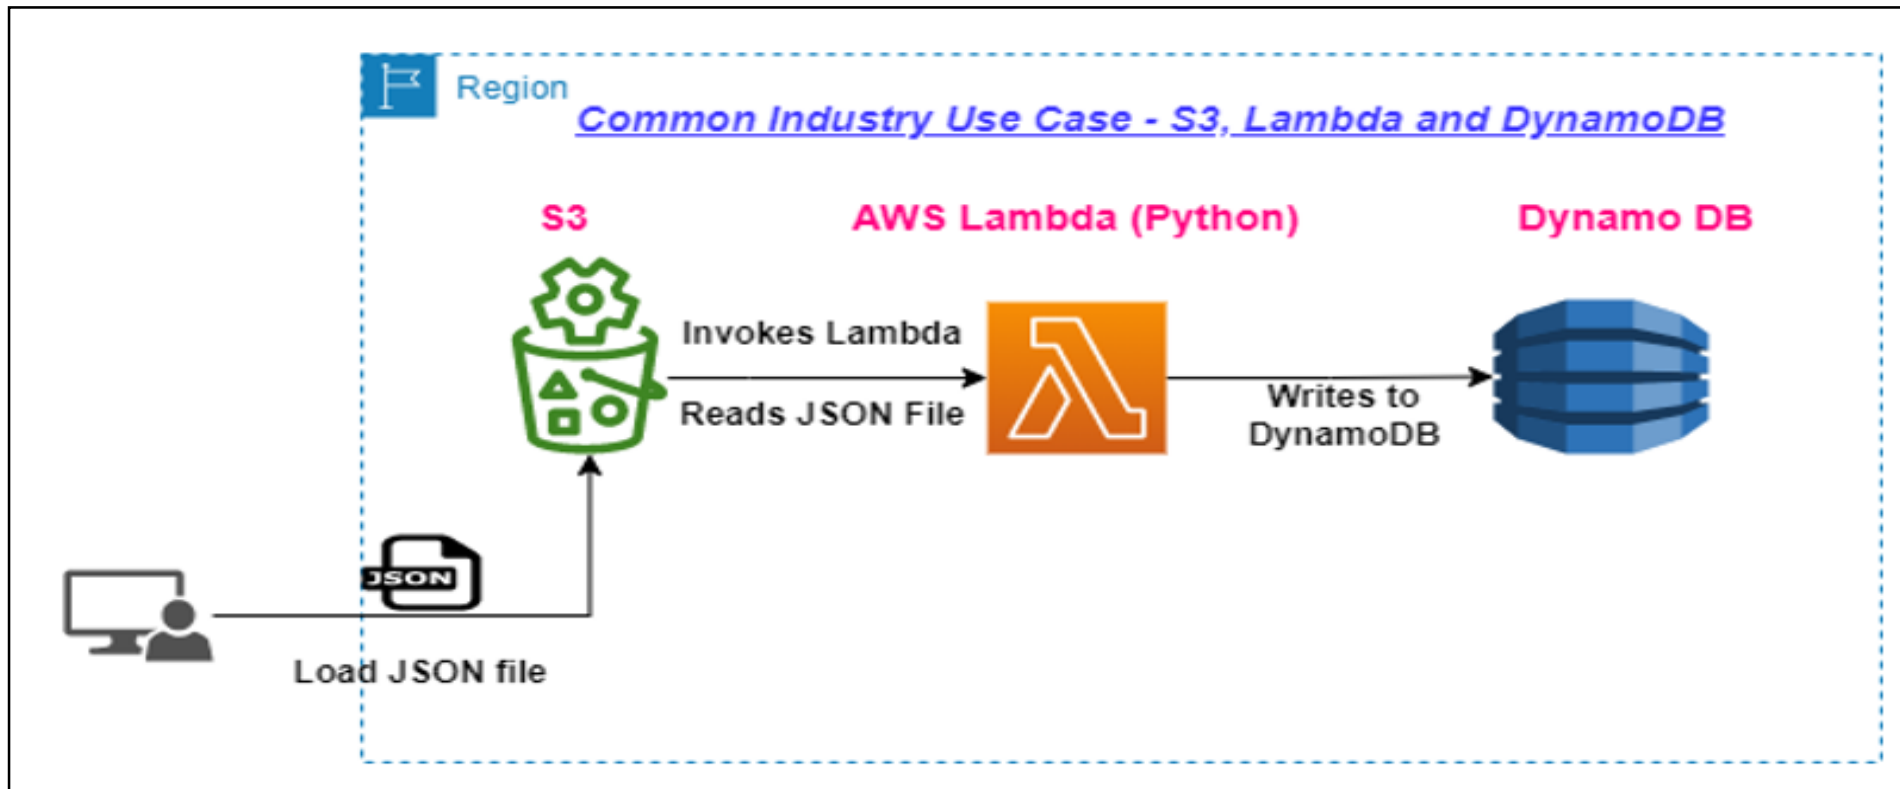 Region
Common Industry Use Case - S3, Lambda and DynamoDB
S3
AWS Lambda (Python)
Dynamo DB
Invokes Lambda
Reads JSON File
Writes to
DynamoDB
JSON
Load JSON file